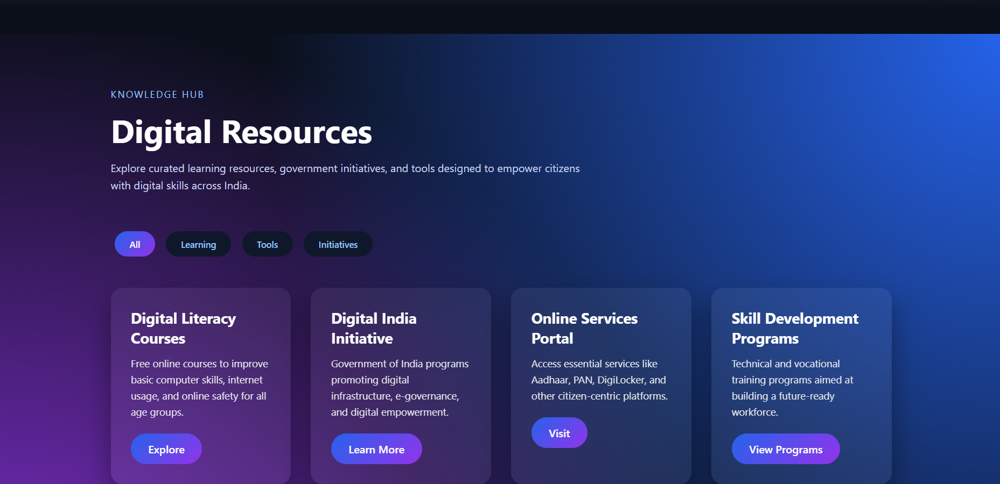 KNOWLEDGE HUB
Digital Resources
Explore curated learning resources, government initiatives, and tools designed to empower citizens
with digital skills across India.
All
Learning
Tools
Initiatives
Digital Literacy
Courses
Free online courses to improve
basic computer skills, internet
usage, and online safety for all
age groups.
Explore
Digital India
Initiative
Government of India programs
promoting digital
infrastructure, e-governance,
and digital empowerment.
Learn More
Online Services
Portal
Access essential services like
Aadhaar, PAN, DigiLocker, and
other citizen-centric platforms.
Visit
Skill Development
Programs
Technical and vocational
training programs aimed at
building a future-ready
workforce.
View Programs